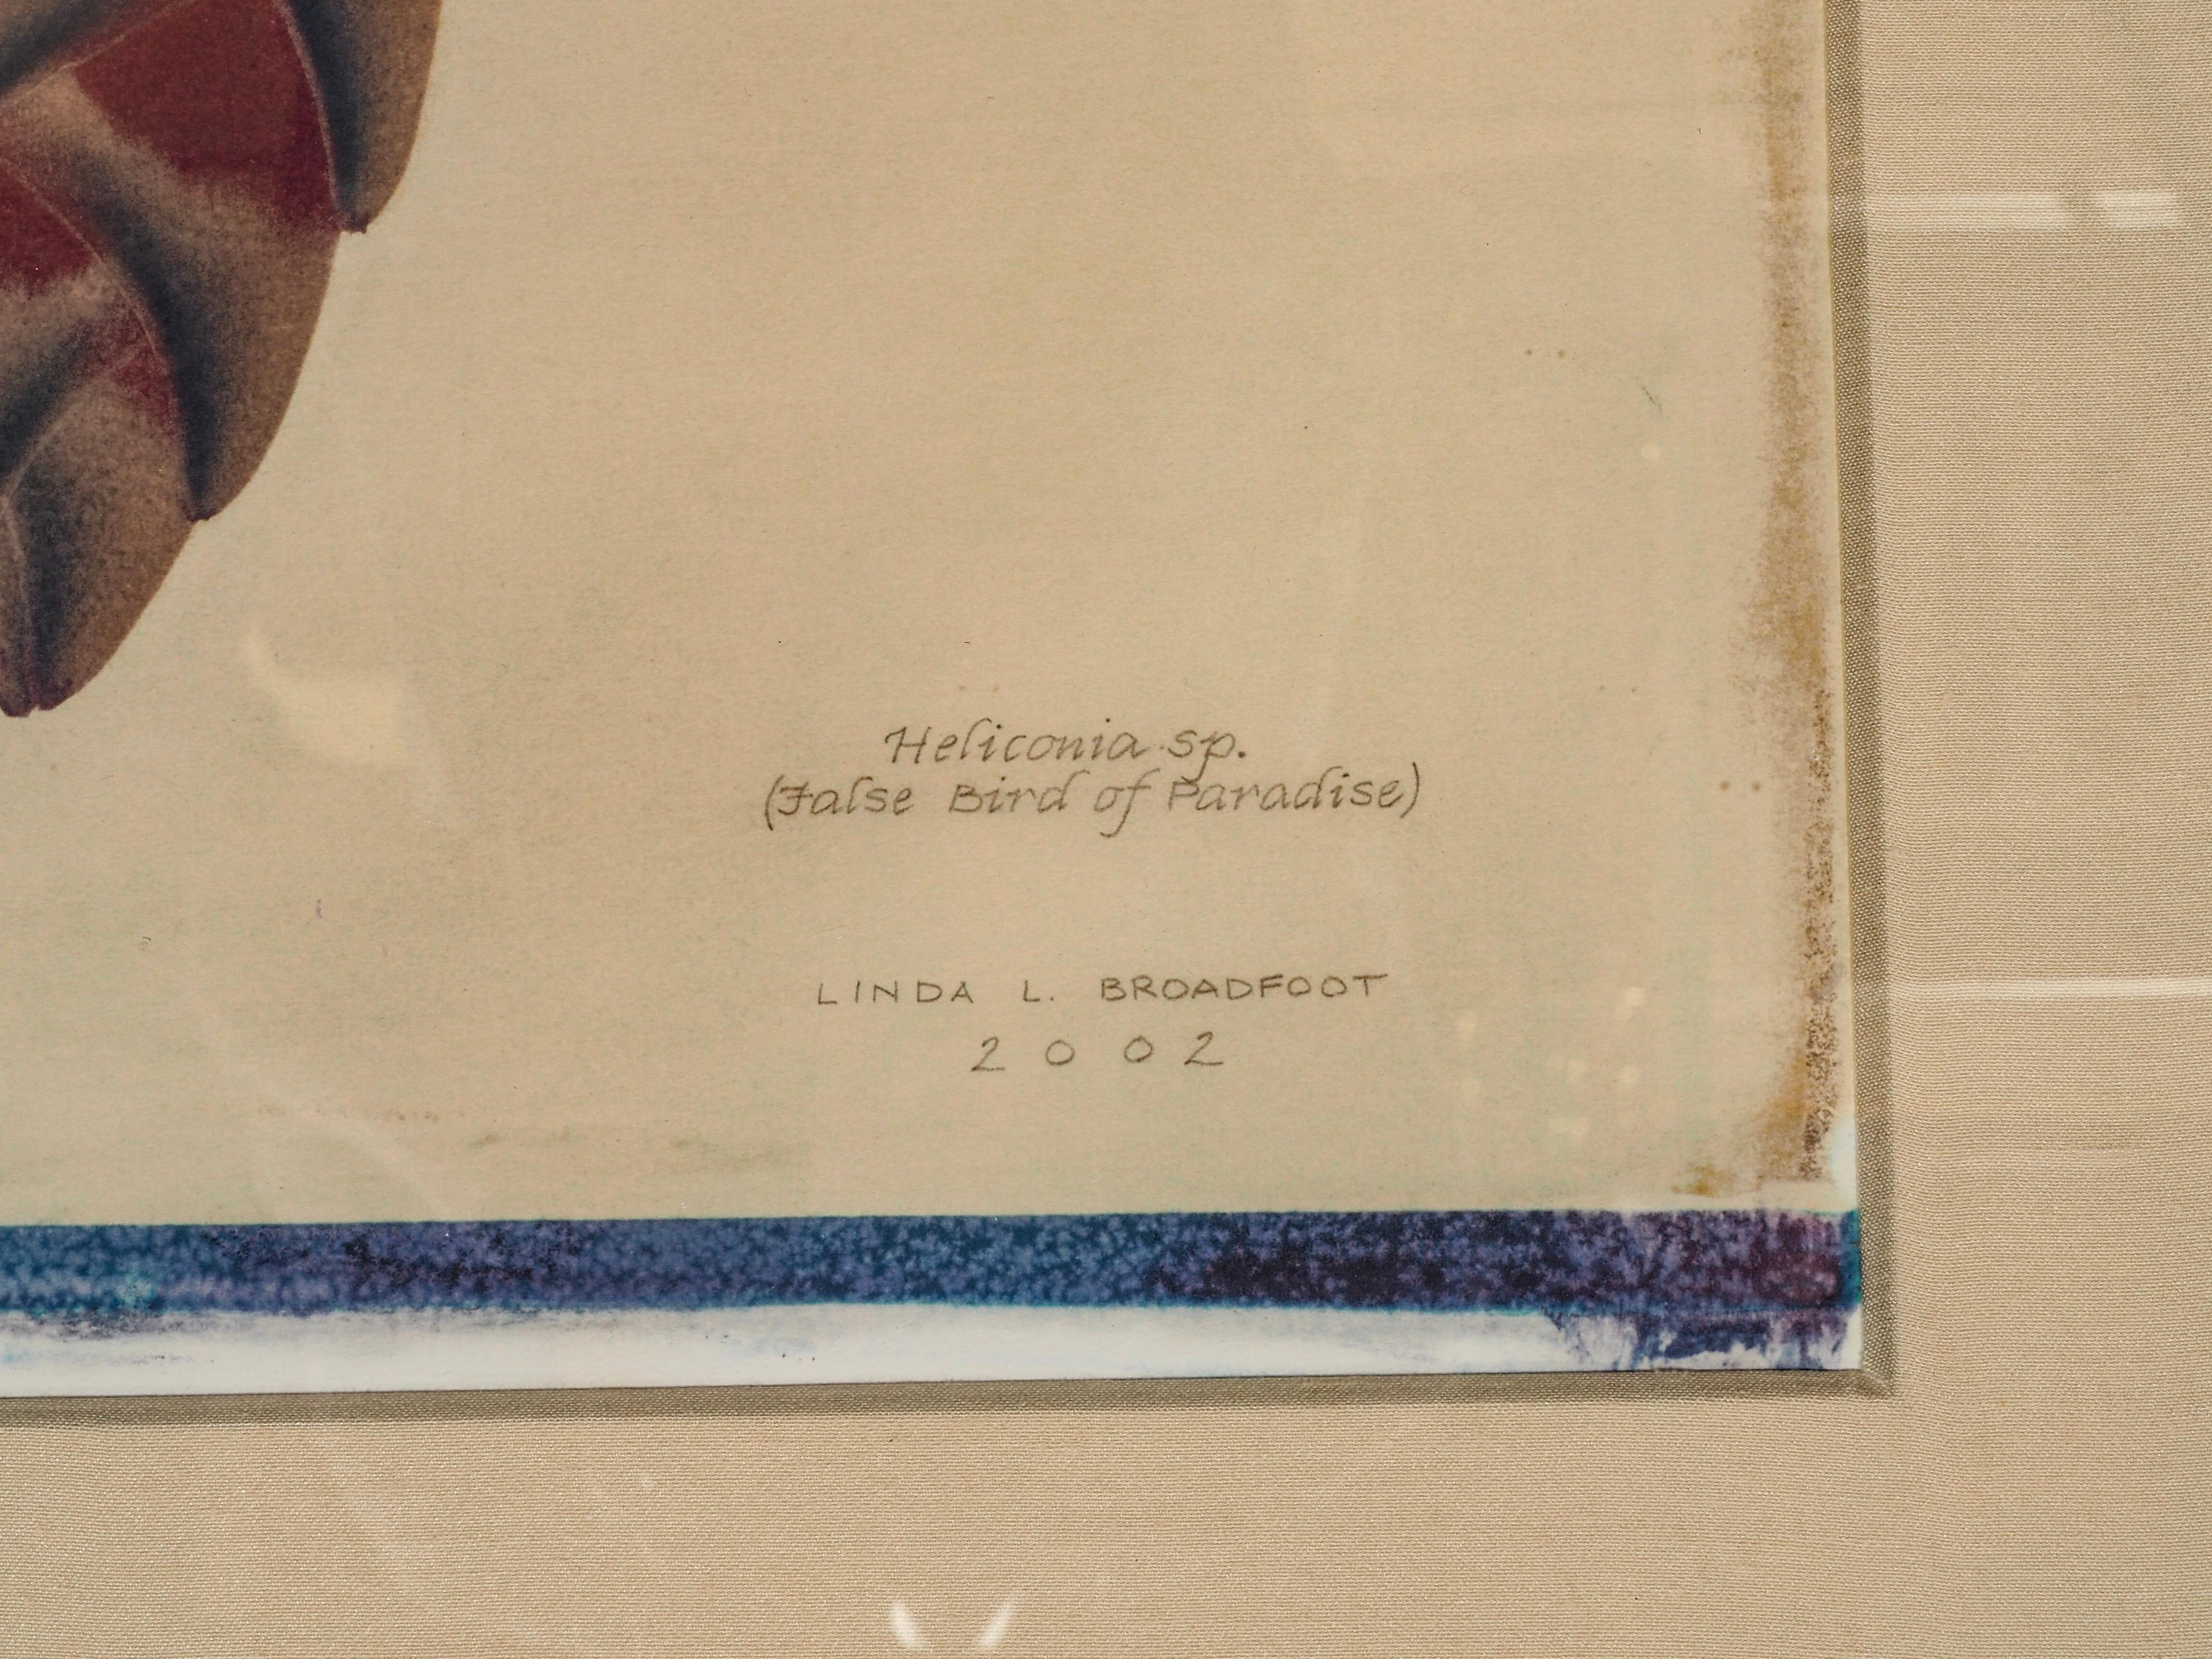 Heliconia sp.
(False Bird of Paradise)
LINDA L. BROADFOOT
2002